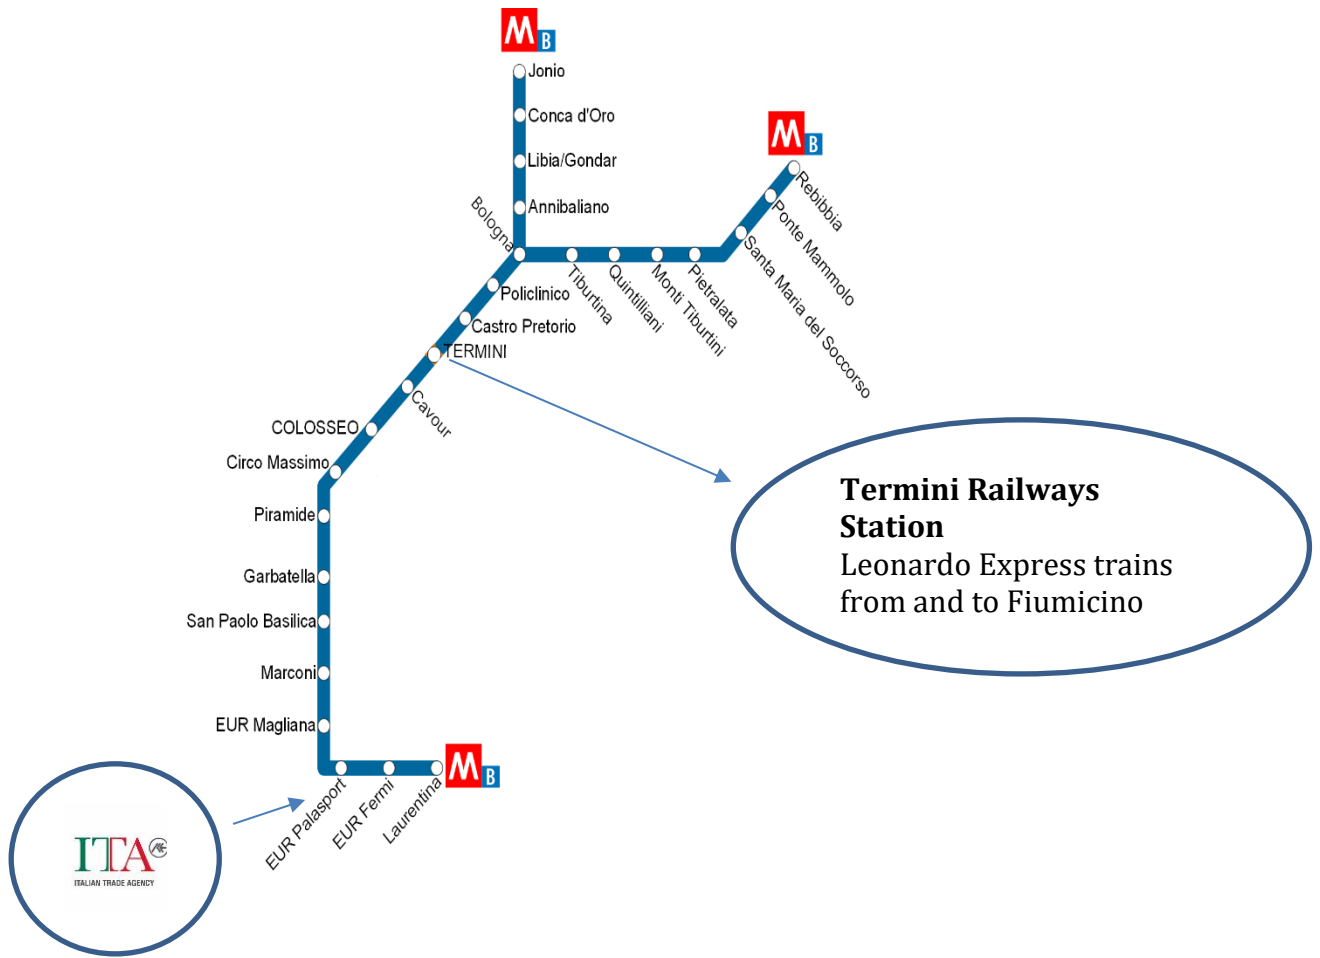 M
B
Jonio
Conca d'Oro
Libia/Gondar
Annibaliano
Bologna
M
B
Rebibbia
Ponte Mammolo
Santa Maria del Soccorso
Pietralata
Monti Tiburtini
Quintilliani
Tiburtina
Policlinico
Castro Pretorio
TERMINI
Cavour
COLOSSEO
Circo Massimo
Piramide
Garbatella
San Paolo Basilica
Marconi
EUR Magliana
EUR Palasport
EUR Fermi
Laurentina
M
B
Termini Railways
Station
Leonardo Express trains
from and to Fiumicino
ITA
ITALIAN TRADE AGENCY